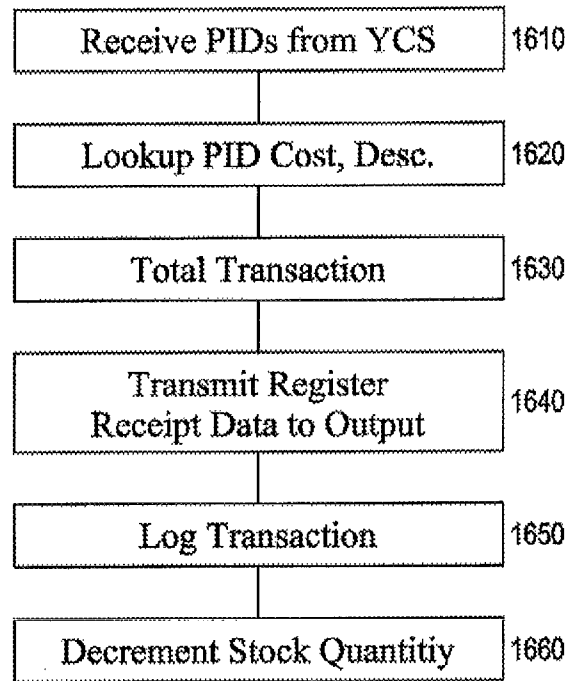 Receive PIDs from YCS 1610
Lookup PID Cost, Desc. 1620
Total Transaction 1630
Transmit Register
Receipt Data to Output 1640
Log Transaction 1650
Decrement Stock Quantitiy 1660